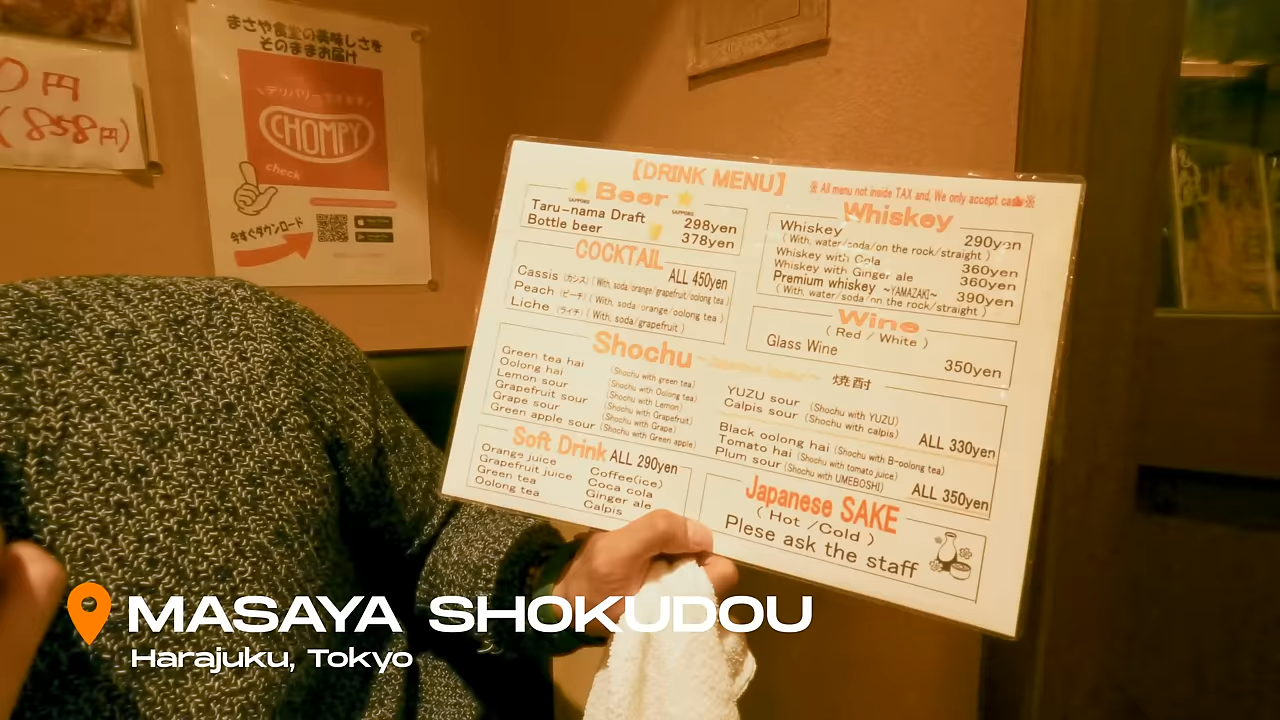 0円
(858円)
まさや食堂の美味しさを
そのままお届け
デリバリーできます
CHOMPY
check
今すぐダウンロード
【DRINK MENU】
※ All menu not inside TAX and, We only accept cash ※
Beer
SAPPORO SAPPORO
Taru-nama Draft 298yen
Bottle beer 378yen
COCKTAIL
ALL 450yen
Cassis (カシス) (With, soda/orange/grapefruit/oolong tea)
Peach (ピーチ) (With, soda/orange/oolong tea)
Liche (ライチ) (With, soda/grapefruit)
Whiskey
Whiskey 290yen
(With, water/soda/on the rock/straight)
Whiskey with Cola 360yen
Whiskey with Ginger ale 360yen
Premium whiskey ~YAMAZAKI~ 390yen
(With, water/soda/on the rock/straight)
Wine
(Red / White)
Glass Wine 350yen
Shochu
焼酎
Green tea hai (Shochu with green tea)
Oolong hai (Shochu with Oolong tea)
Lemon sour (Shochu with Lemon)
Grapefruit sour (Shochu with Grapefruit)
Grape sour (Shochu with Grape)
Green apple sour (Shochu with Green apple)
YUZU sour (Shochu with YUZU)
Calpis sour (Shochu with calpis)
ALL 330yen
Black oolong hai (Shochu with B-oolong tea)
Tomato hai (Shochu with tomato juice)
Plum sour (Shochu with UMEBOSHI)
ALL 350yen
Soft Drink ALL 290yen
Orange juice
Grapefruit juice
Green tea
Oolong tea
Coffee(ice)
Coca cola
Ginger ale
Calpis
Japanese SAKE
(Hot /Cold)
Plese ask the staff
MASAYA SHOKUDOU
Harajuku, Tokyo